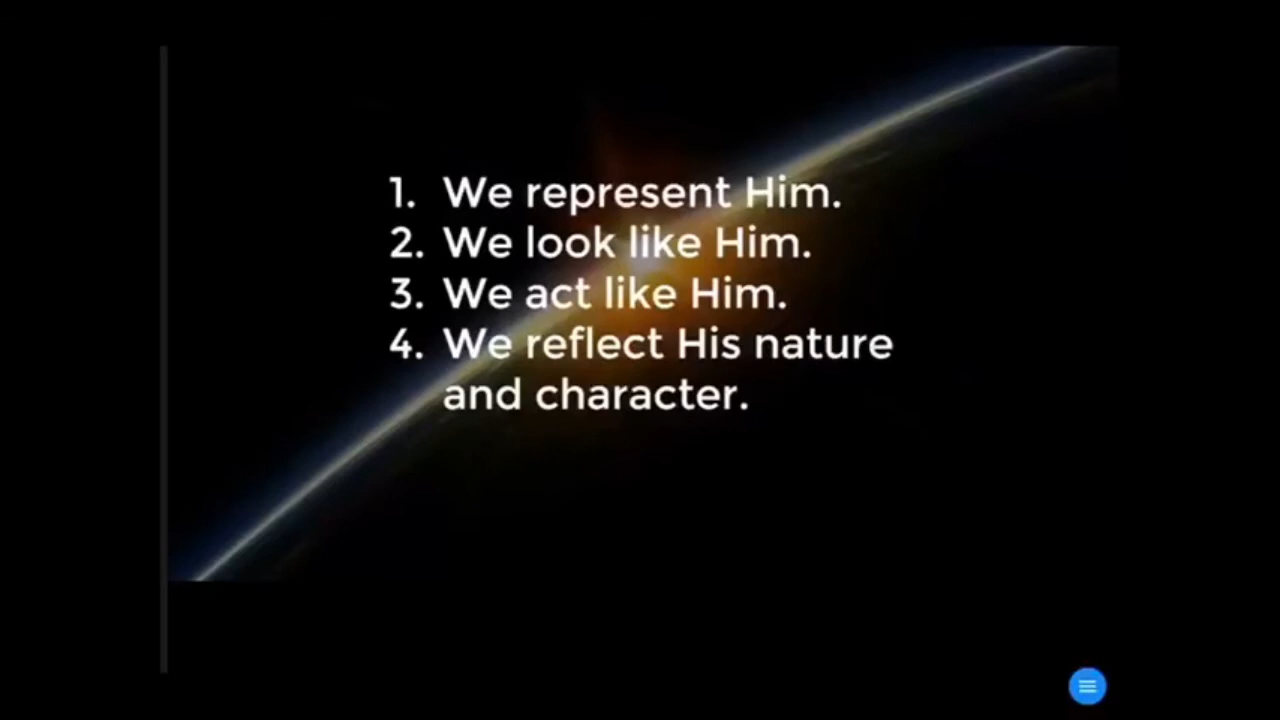 1. We represent Him.
2. We look like Him.
3. We act like Him.
4. We reflect His nature
and character.